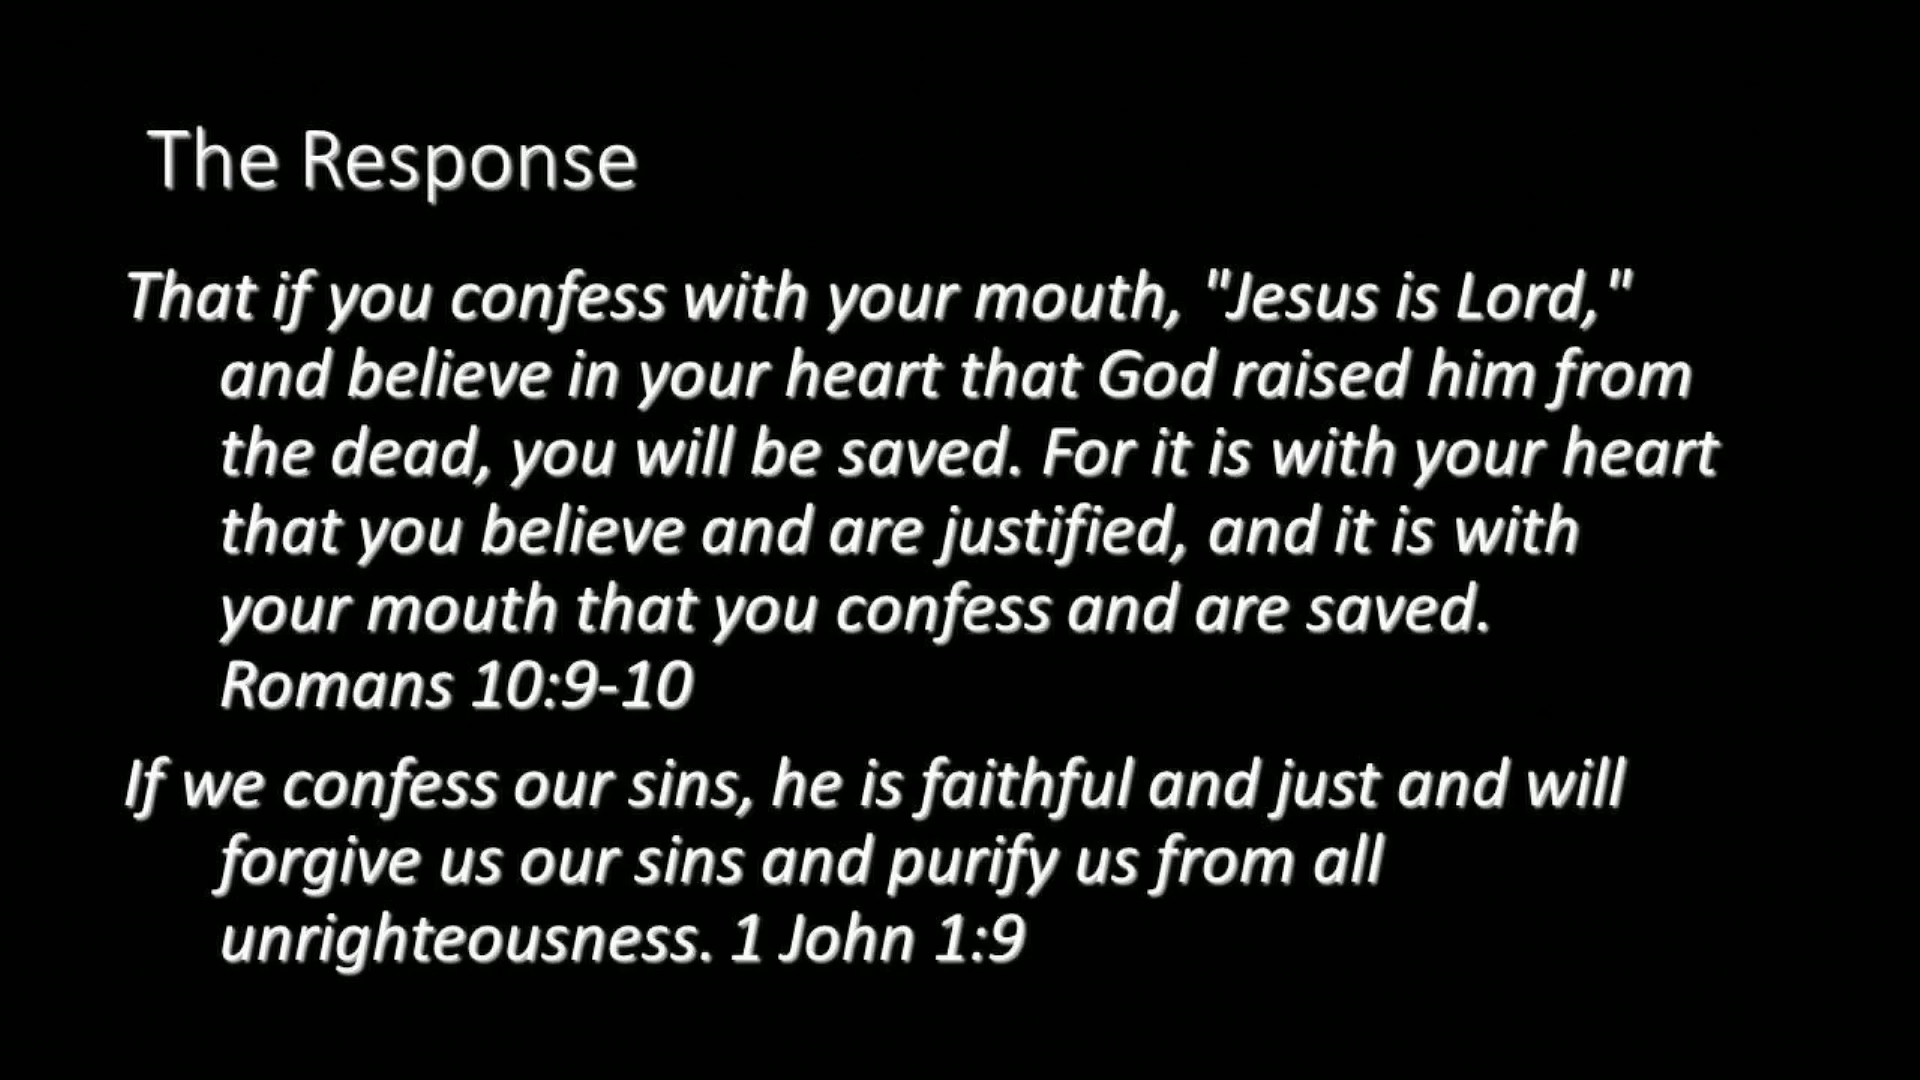 The Response
That if you confess with your mouth, "Jesus is Lord,"
and believe in your heart that God raised him from
the dead, you will be saved. For it is with your heart
that you believe and are justified, and it is with
your mouth that you confess and are saved.
Romans 10:9-10
If we confess our sins, he is faithful and just and will
forgive us our sins and purify us from all
unrighteousness. 1 John 1:9